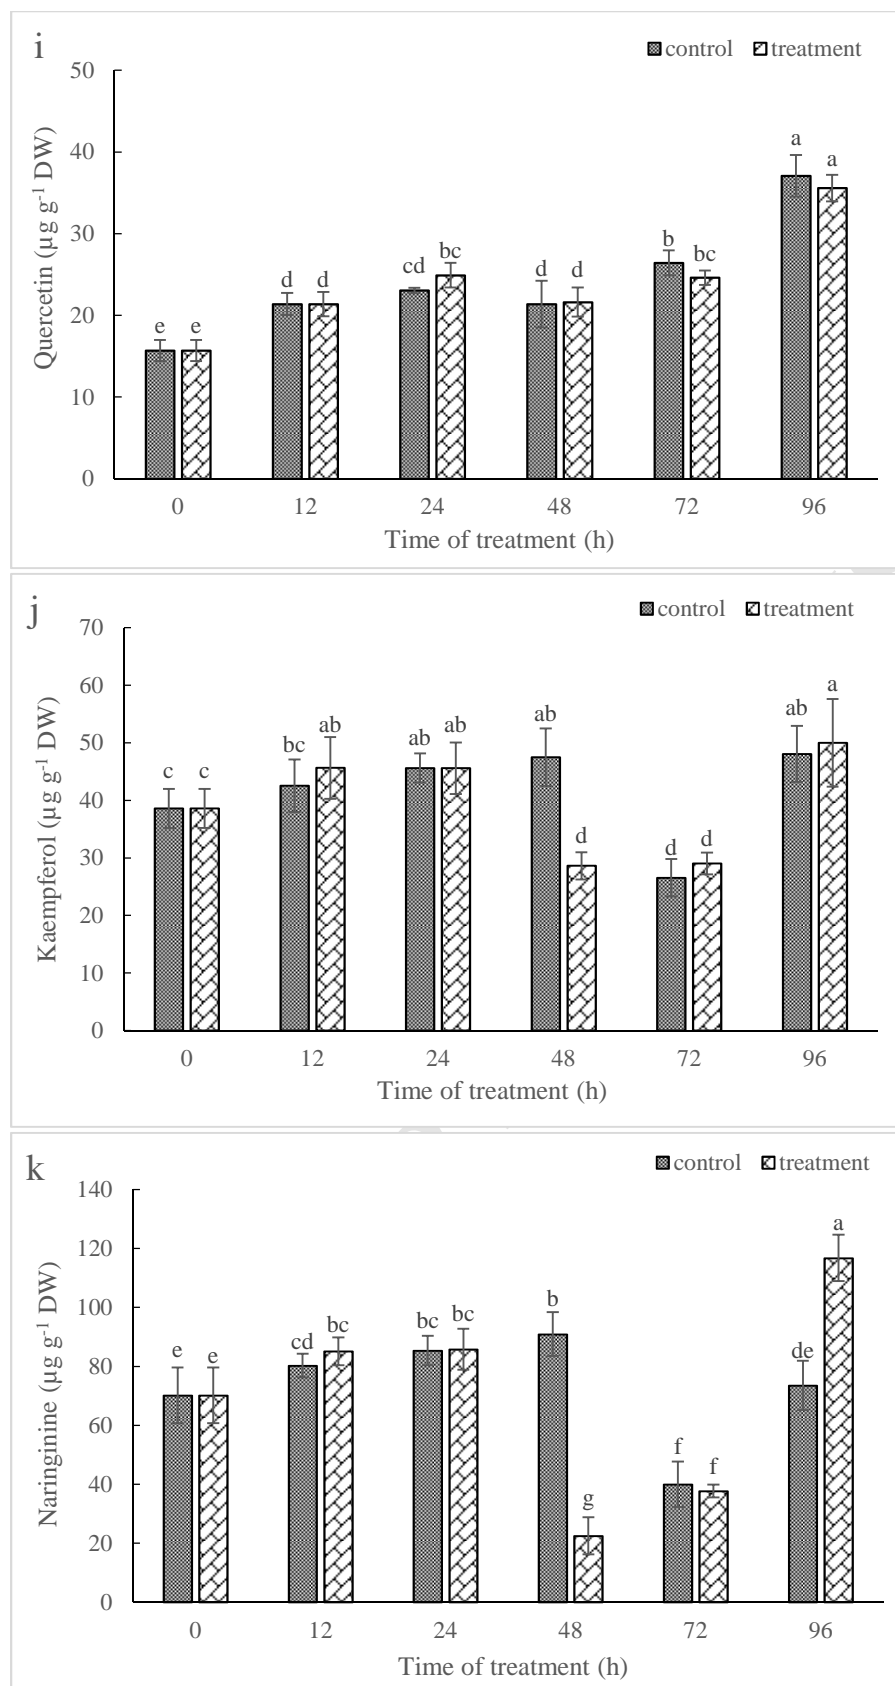 i
control treatment
50
40
30
20
10
0
Quercetin (µg g-1 DW)
e e d d cd bc d d b bc a a
0 12 24 48 72 96
Time of treatment (h)
j
control treatment
70
60
50
40
30
20
10
0
Kaempferol (µg g-1 DW)
c c bc ab ab ab ab d d d ab a
0 12 24 48 72 96
Time of treatment (h)
k
control treatment
140
120
100
80
60
40
20
0
Naringinine (µg g-1 DW)
e e cd bc bc bc b g f f de a
0 12 24 48 72 96
Time of treatment (h)